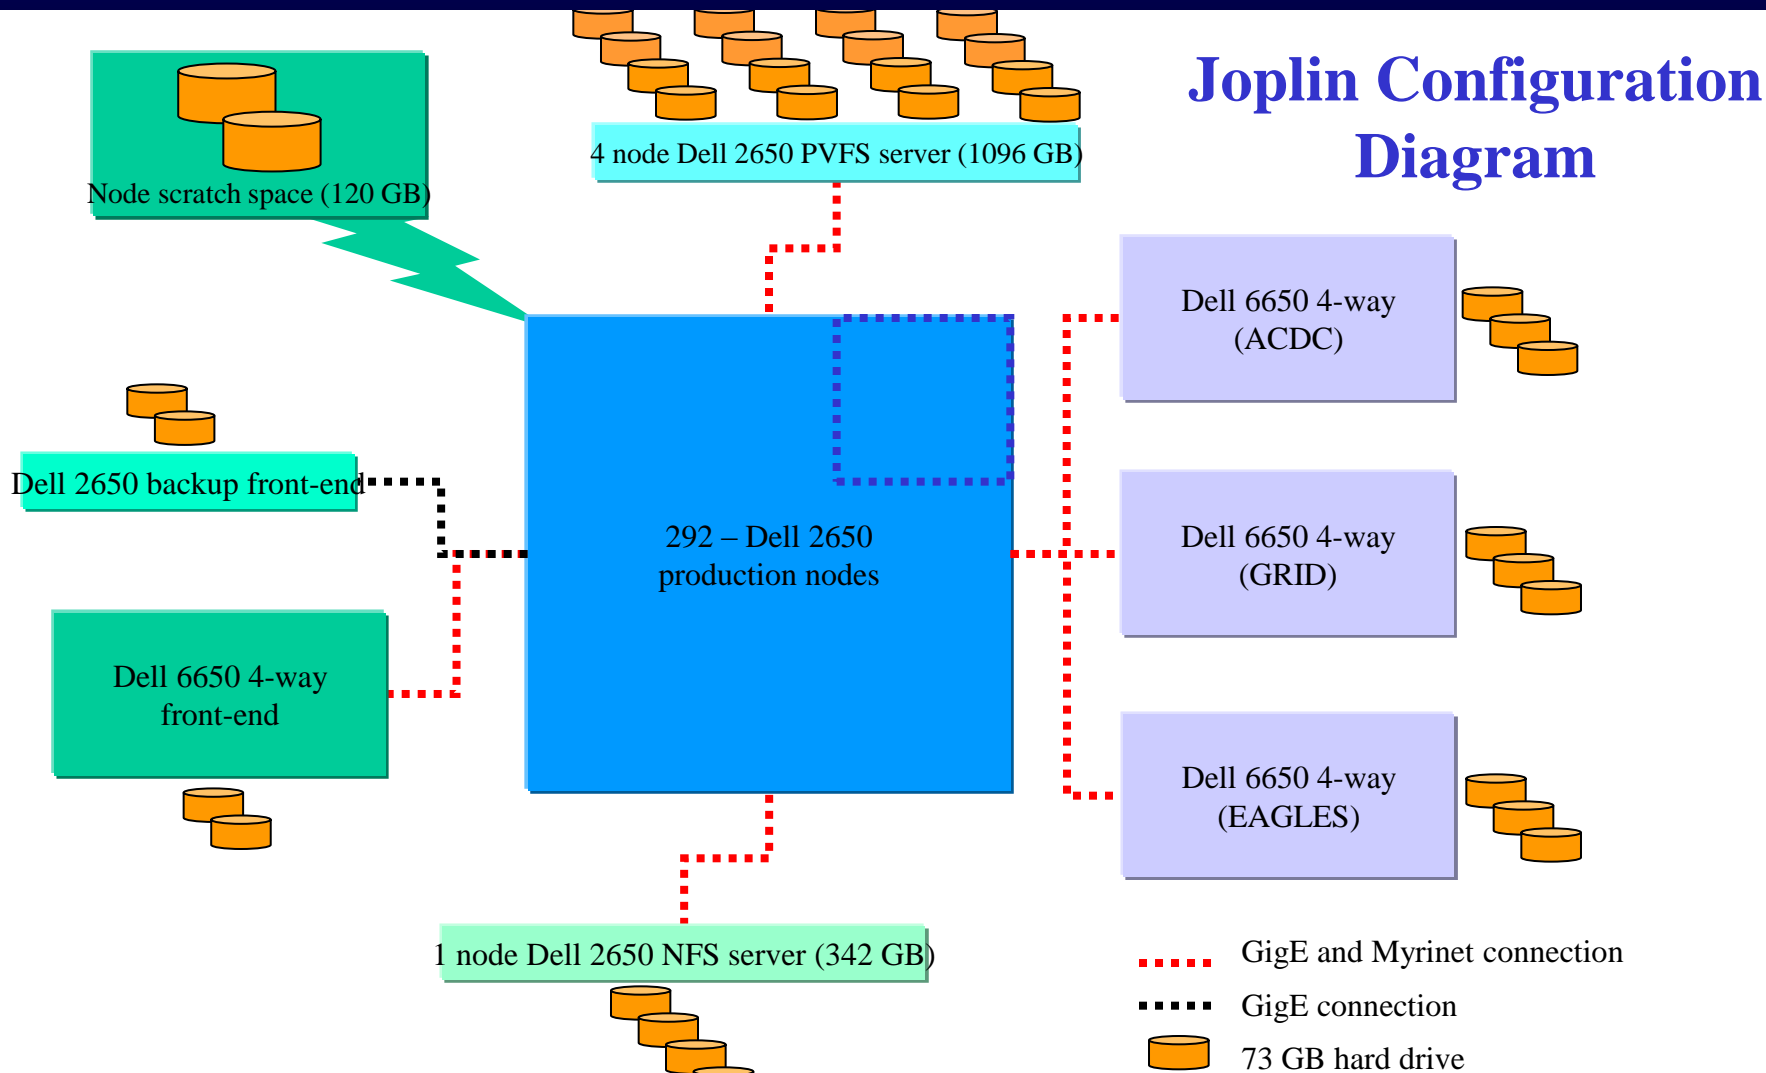 Joplin Configuration
Diagram
Node scratch space (120 GB)
4 node Dell 2650 PVFS server (1096 GB)
Dell 6650 4-way
(ACDC)
Dell 2650 backup front-end
292 – Dell 2650
production nodes
Dell 6650 4-way
(GRID)
Dell 6650 4-way
front-end
Dell 6650 4-way
(EAGLES)
1 node Dell 2650 NFS server (342 GB)
GigE and Myrinet connection
GigE connection
73 GB hard drive